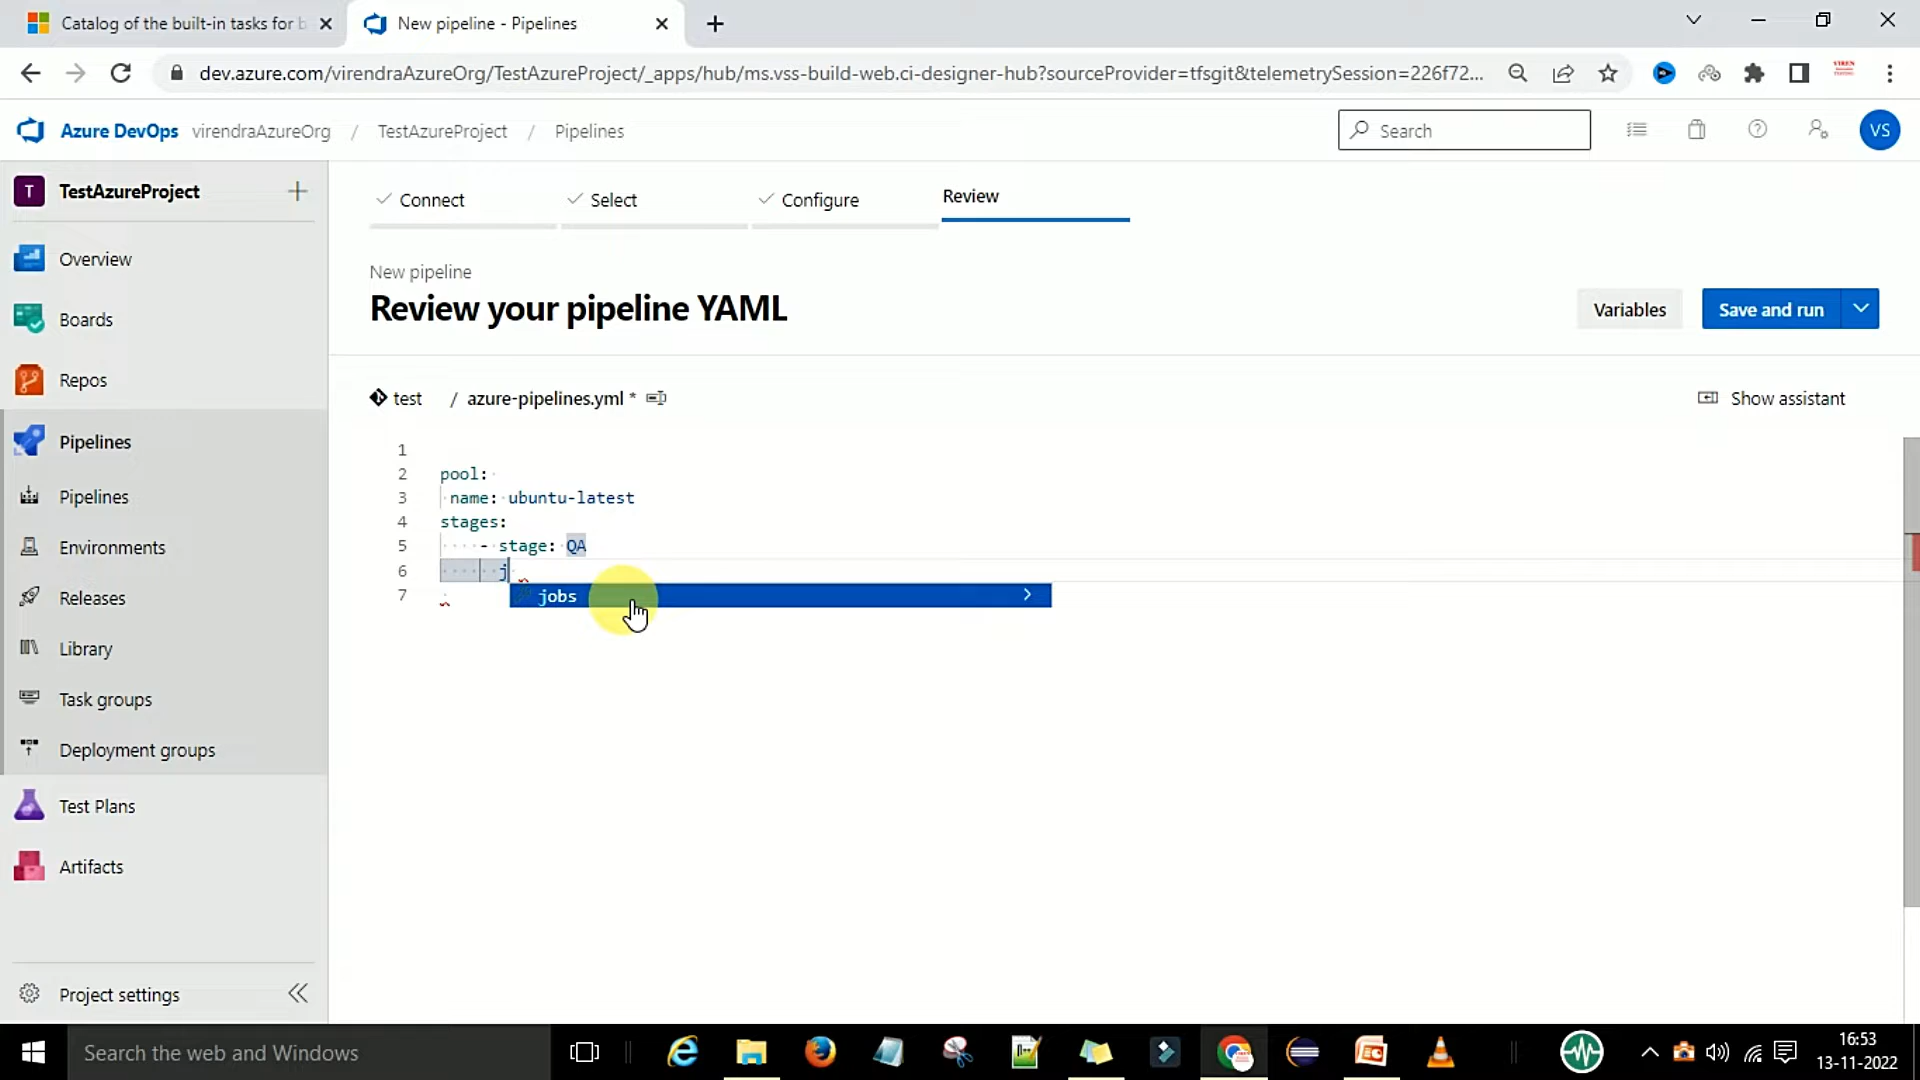 Catalog of the built-in tasks for b
New pipeline - Pipelines
dev.azure.com/virendraAzureOrg/TestAzureProject/_apps/hub/ms.vss-build-web.ci-designer-hub?sourceProvider=tfsgit&telemetrySession=226f72...
Azure DevOps virendraAzureOrg / TestAzureProject / Pipelines
Search
VS
T TestAzureProject
Overview
Boards
Repos
Pipelines
Pipelines
Environments
Releases
Library
Task groups
Deployment groups
Test Plans
Artifacts
Project settings
Connect
Select
Configure
Review
New pipeline
Review your pipeline YAML
Variables
Save and run
test / azure-pipelines.yml *
Show assistant
1
2 pool:
3 name: ubuntu-latest
4 stages:
5 - stage: QA
6 j
jobs
7
Search the web and Windows
16:53
13-11-2022